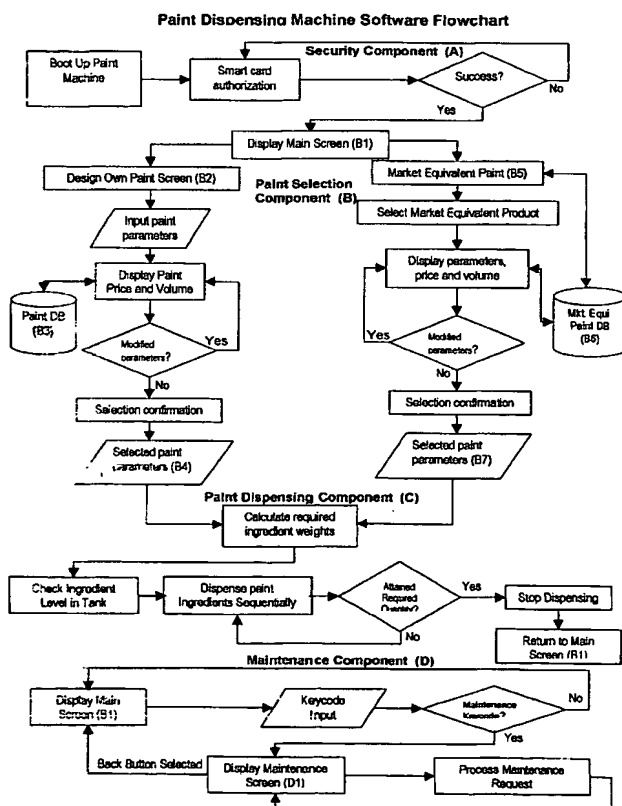 Paint Dispensing Machine Software Flowchart
Security Component (A)
Boot Up Paint
Machine
Smart card
authorization
Success?
No
Yes
Display Main Screen (B1)
Design Own Paint Screen (B2)
Market Equivalent Paint (B5)
Paint Selection
Component (B)
Input paint
parameters
Select Market Equivalent Product
Display Paint
Price and Volume
Display parameters,
price and volume
Paint DB
(B3)
Mkt. Equi
Paint DB
(B6)
Modified
parameters?
Yes
Yes
Modified
parameters?
No
No
Selection confirmation
Selection confirmation
Selected paint
parameters (B4)
Selected paint
parameters (B7)
Paint Dispensing Component (C)
Calculate required
ingredient weights
Check Ingredient
Level in Tank
Dispense paint
Ingredients Sequentially
Attained
Required
Quantity?
Yes
No
Stop Dispensing
Return to Main
Screen (B1)
Maintenance Component (D)
Display Main
Screen (B1)
Keycode
Input
Maintenance
Keycode?
No
Yes
Back Button Selected
Display Maintenance
Screen (D1)
Process Maintenance
Request